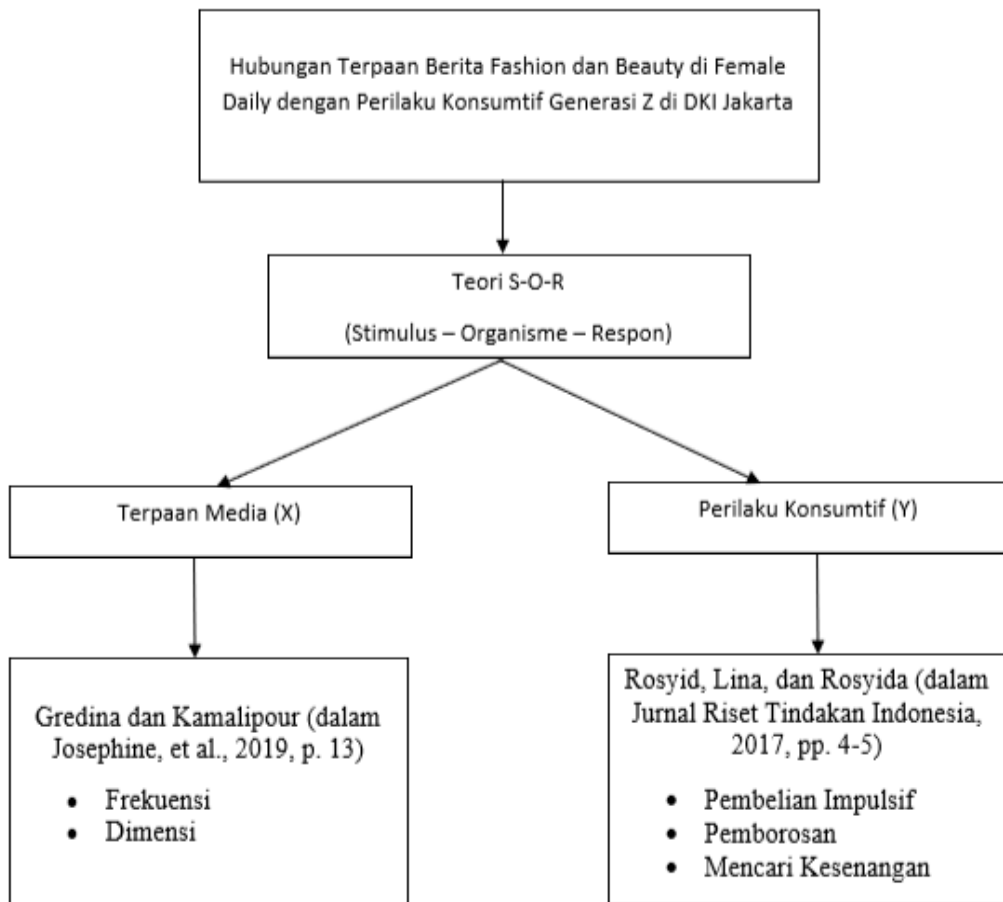 Hubungan Terpaan Berita Fashion dan Beauty di Female
Daily dengan Perilaku Konsumtif Generasi Z di DKI Jakarta
Teori S-O-R
(Stimulus – Organisme – Respon)
Terpaan Media (X)
Perilaku Konsumtif (Y)
Gredina dan Kamalipour (dalam
Josephine, et al., 2019, p. 13)
• Frekuensi
• Dimensi
Rosyid, Lina, dan Rosyida (dalam
Jurnal Riset Tindakan Indonesia,
2017, pp. 4-5)
• Pembelian Impulsif
• Pemborosan
• Mencari Kesenangan